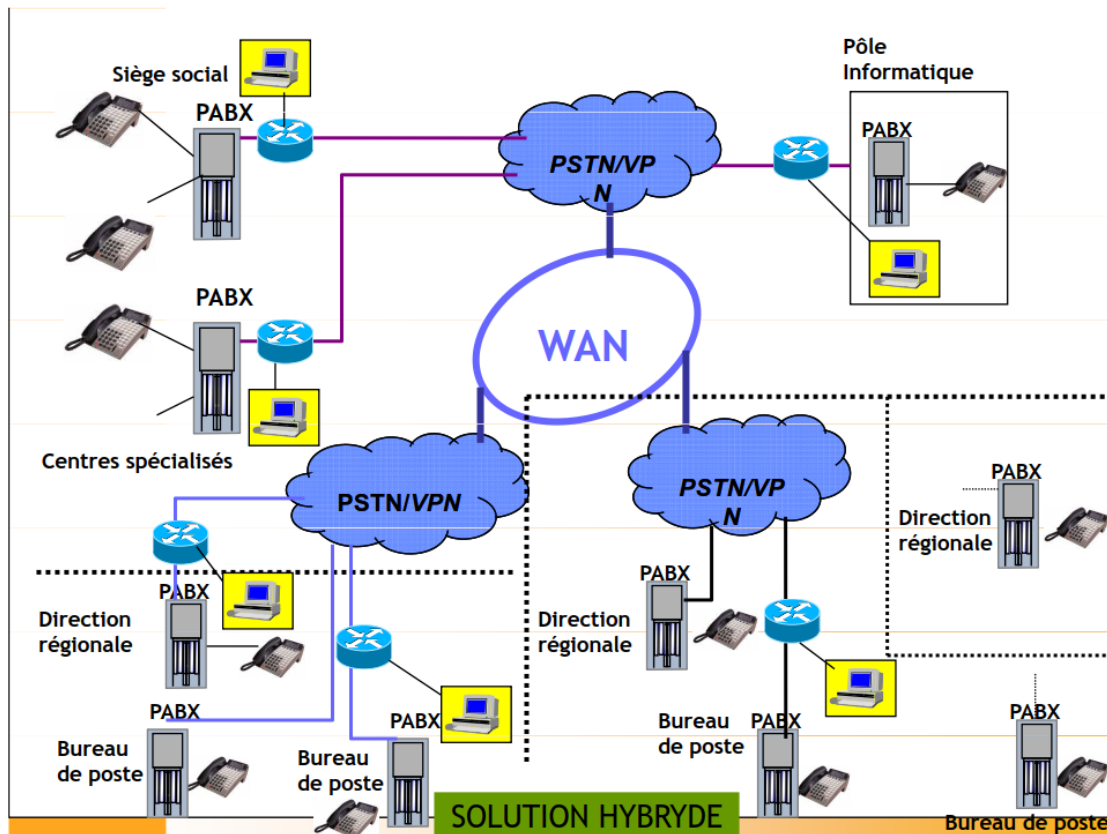 Siège social
PABX
Pôle
Informatique
PABX
PSTN/VP
N
PABX
WAN
Centres spécialisés
PSTN/VPN
PSTN/VP
N
PABX
Direction
régionale
PABX
Direction
régionale
PABX
Direction
régionale
PABX
Bureau
de poste
PABX
Bureau
de poste
Bureau
de poste
PABX
PABX
Bureau de poste
SOLUTION HYBRYDE